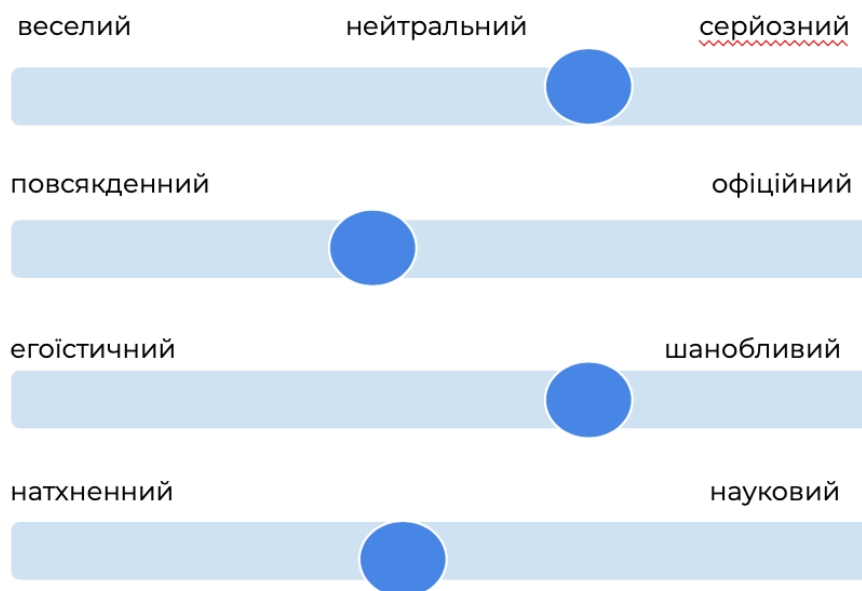 веселий нейтральний серйозний
повсякденний офіційний
егоїстичний шанобливий
натхненний науковий